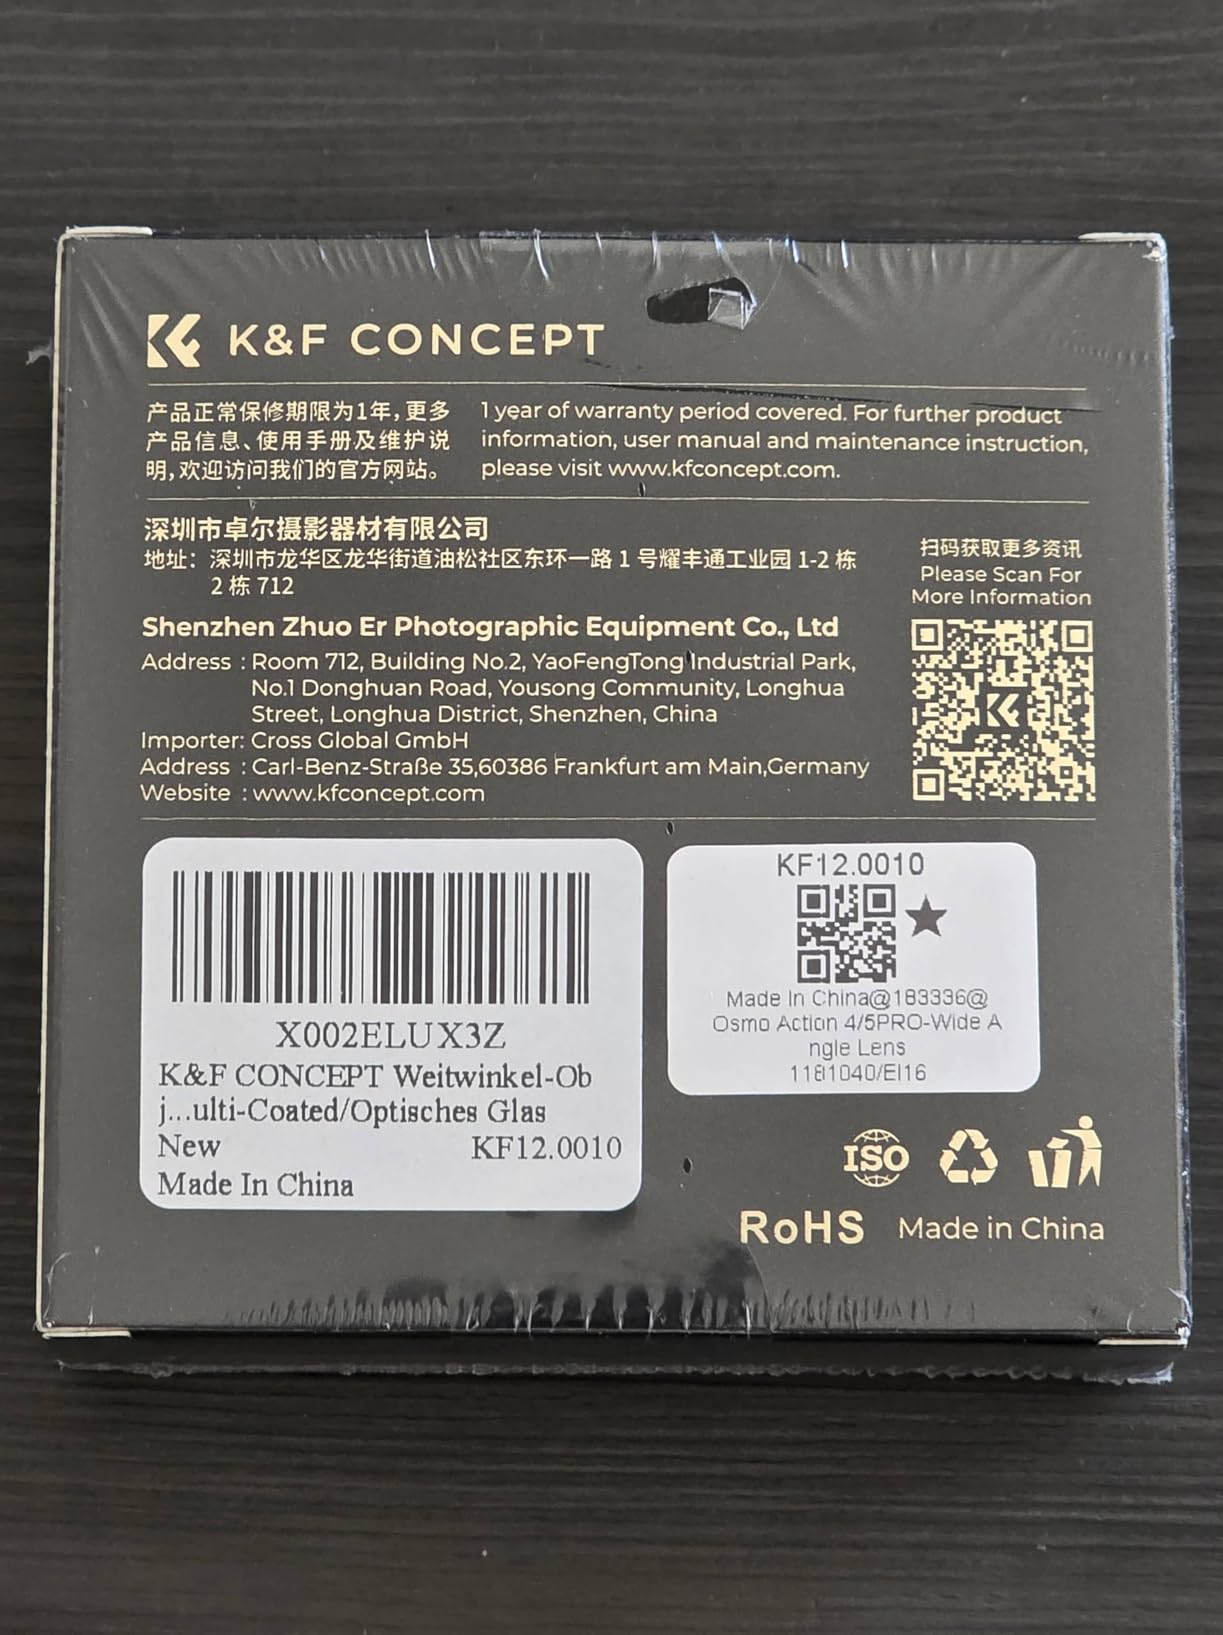 K&F CONCEPT
产品正常保修期限为1年，更多
产品信息、使用手册及维护说
明，欢迎访问我们的官方网站。
1 year of warranty period covered. For further product
information, user manual and maintenance instruction,
please visit www.kfconcept.com.
深圳市卓尔摄影器材有限公司
地址： 深圳市龙华区龙华街道油松社区东环一路 1 号耀丰通工业园 1-2 栋
2 栋 712
Shenzhen Zhuo Er Photographic Equipment Co., Ltd
Address : Room 712, Building No.2, YaoFengTong Industrial Park,
No.1 Donghuan Road, Yousong Community, Longhua
Street, Longhua District, Shenzhen, China
Importer: Cross Global GmbH
Address : Carl-Benz-Straße 35,60386 Frankfurt am Main,Germany
Website : www.kfconcept.com
扫码获取更多资讯
Please Scan For
More Information
X002ELUX3Z
K&F CONCEPT Weitwinkel-Ob
j...ulti-Coated/Optisches Glas
New KF12.0010
Made In China
KF12.0010
Made In China@183336@
Osmo Action 4/5PRO-Wide A
ngle Lens
1181040/EI16
ISO
RoHS Made in China